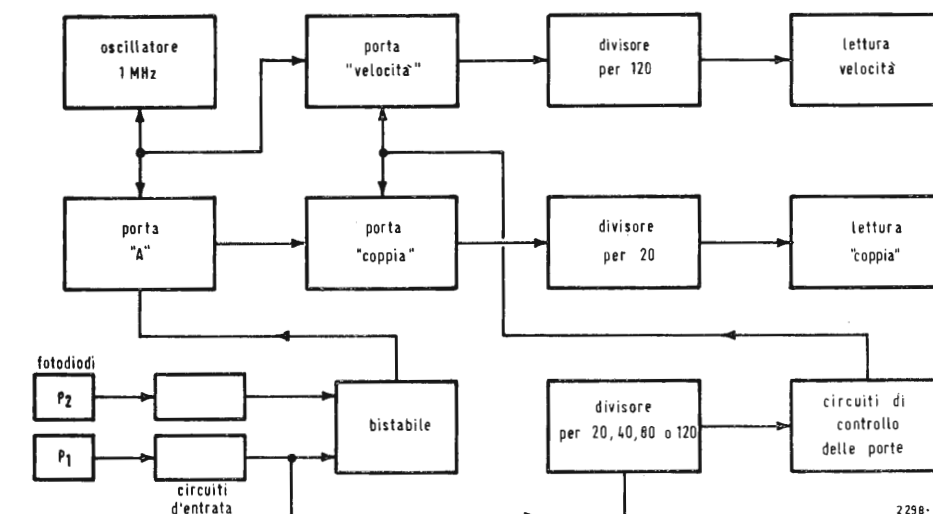 oscillatore
1 MHz
porta
"velocità"
divisore
per 120
lettura
velocità
porta
"A"
porta
"coppia"
divisore
per 20
lettura
"coppia"
fotodiodi
P2
P1
circuiti
d'entrata
bistabile
divisore
per 20, 40, 80 o 120
circuiti di
controllo
delle porte
2298-